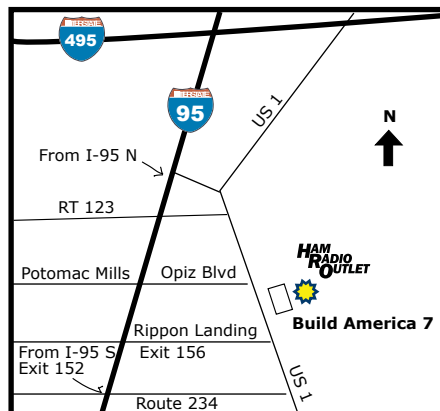 INTERSTATE
495
INTERSTATE
95
US 1
N
From I-95 N
RT 123
HAM
RADIO
OUTLET
Potomac Mills Opiz Blvd
Build America 7
Rippon Landing
From I-95 S Exit 156
Exit 152
US 1
Route 234